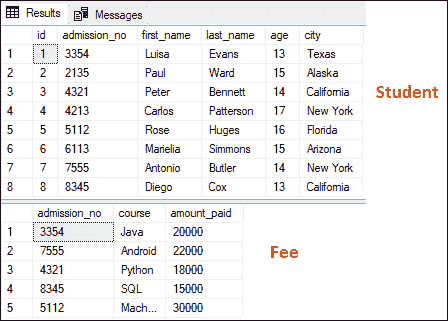 Results Messages
id admission_no first_name last_name age city
1 1 3354 Luisa Evans 13 Texas
2 2 2135 Paul Ward 15 Alaska
3 3 4321 Peter Bennett 14 California
4 4 4213 Carlos Patterson 17 New York
5 5 5112 Rose Huges 16 Florida
6 6 6113 Marielia Simmons 15 Arizona
7 7 7555 Antonio Butler 14 New York
8 8 8345 Diego Cox 13 California
Student
admission_no course amount_paid
1 3354 Java 20000
2 7555 Android 22000
3 4321 Python 18000
4 8345 SQL 15000
5 5112 Mach... 30000
Fee